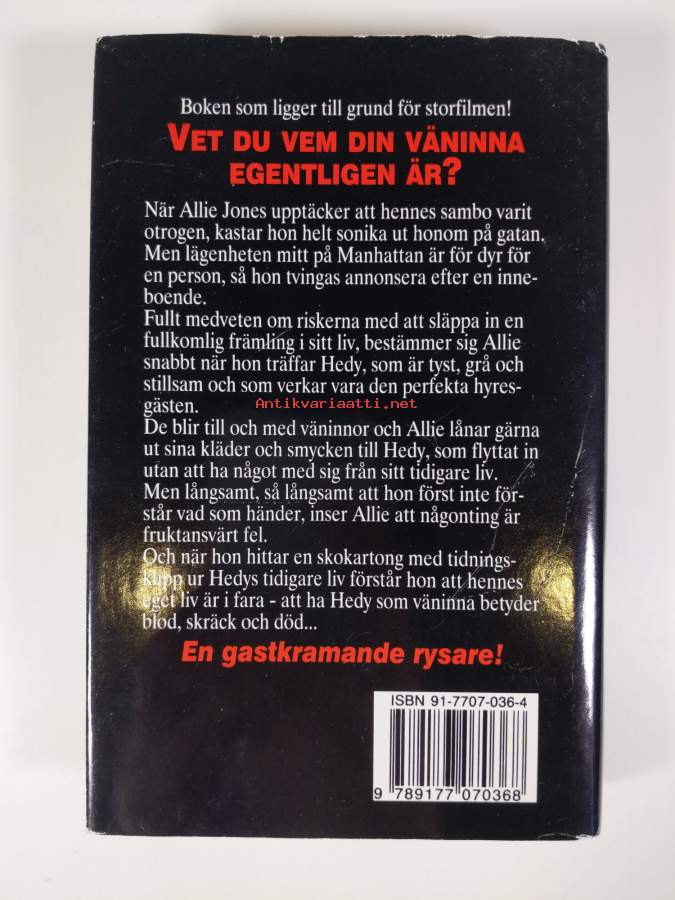 Boken som ligger till grund för storfilmen!
VET DU VEM DIN VÄNINNA
EGENTLIGEN ÄR?
När Allie Jones upptäcker att hennes sambo varit
otrogen, kastar hon helt sonika ut honom på gatan.
Men lägenheten mitt på Manhattan är för dyr för
en person, så hon tvingas annonsera efter en inne-
boende.
Fullt medveten om riskerna med att släppa in en
fullkomlig främling i sitt liv, bestämmer sig Allie
snabbt när hon träffar Hedy, som är tyst, grå och
stillsam och som verkar vara den perfekta hyres-
gästen.
Antikvariaatti.net
De blir till och med väninnor och Allie lånar gärna
ut sina kläder och smycken till Hedy, som flyttat in
utan att ha något med sig från sitt tidigare liv.
Men långsamt, så långsamt att hon först inte för-
står vad som händer, inser Allie att någonting är
fruktansvärt fel.
Och när hon hittar en skokartong med tidnings-
klipp ur Hedys tidigare liv förstår hon att hennes
eget liv är i fara - att ha Hedy som väninna betyder
blod, skräck och död...
En gastkramande rysare!
ISBN 91-7707-036-4
9 789177 070368